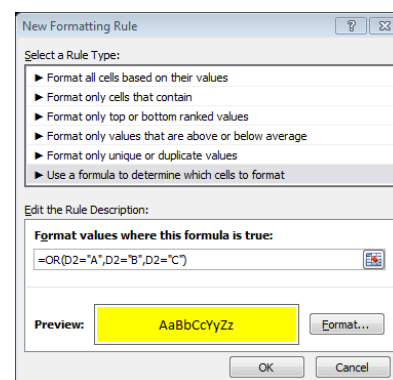 New Formatting Rule
Select a Rule Type:
► Format all cells based on their values
► Format only cells that contain
► Format only top or bottom ranked values
► Format only values that are above or below average
► Format only unique or duplicate values
► Use a formula to determine which cells to format
Edit the Rule Description:
Format values where this formula is true:
=OR(D2="A",D2="B",D2="C")
Preview: AaBbCcYyZz Format...
OK Cancel